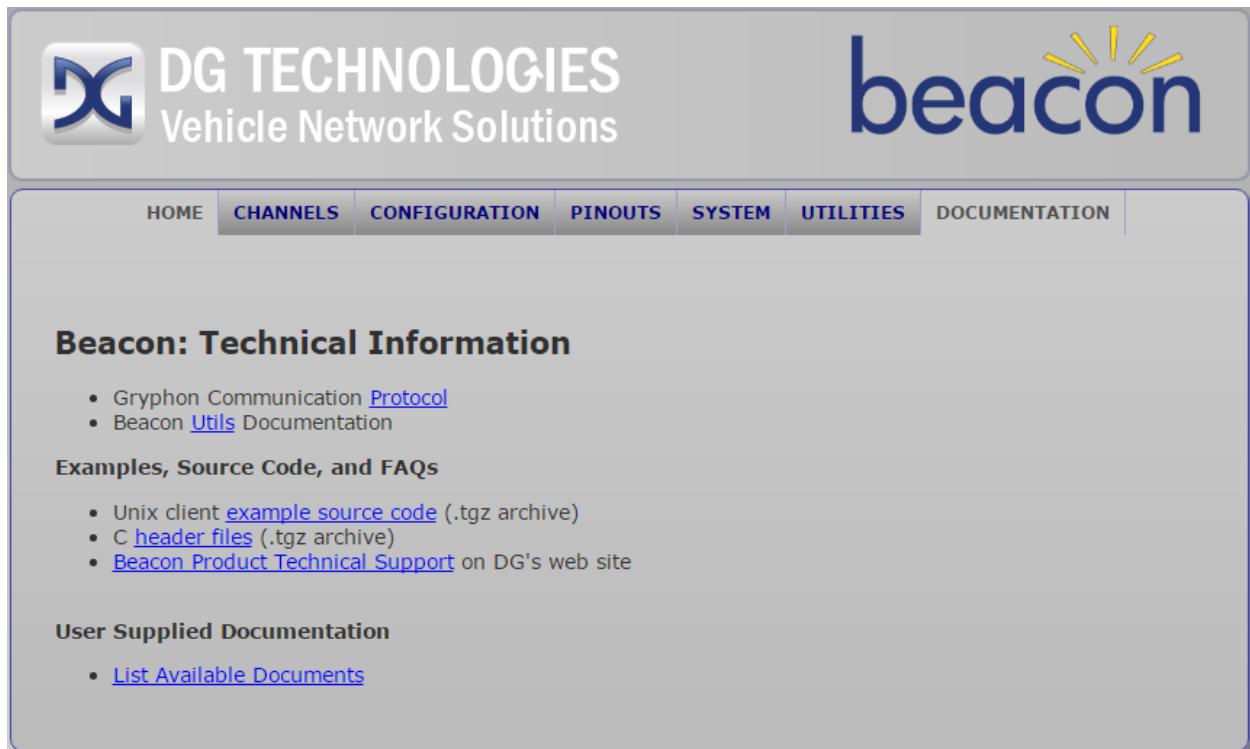 DG TECHNOLOGIES
Vehicle Network Solutions
beacon
HOME CHANNELS CONFIGURATION PINOUTS SYSTEM UTILITIES DOCUMENTATION
Beacon: Technical Information
• Gryphon Communication Protocol
• Beacon Utils Documentation
Examples, Source Code, and FAQs
• Unix client example source code (.tgz archive)
• C header files (.tgz archive)
• Beacon Product Technical Support on DG's web site
User Supplied Documentation
• List Available Documents